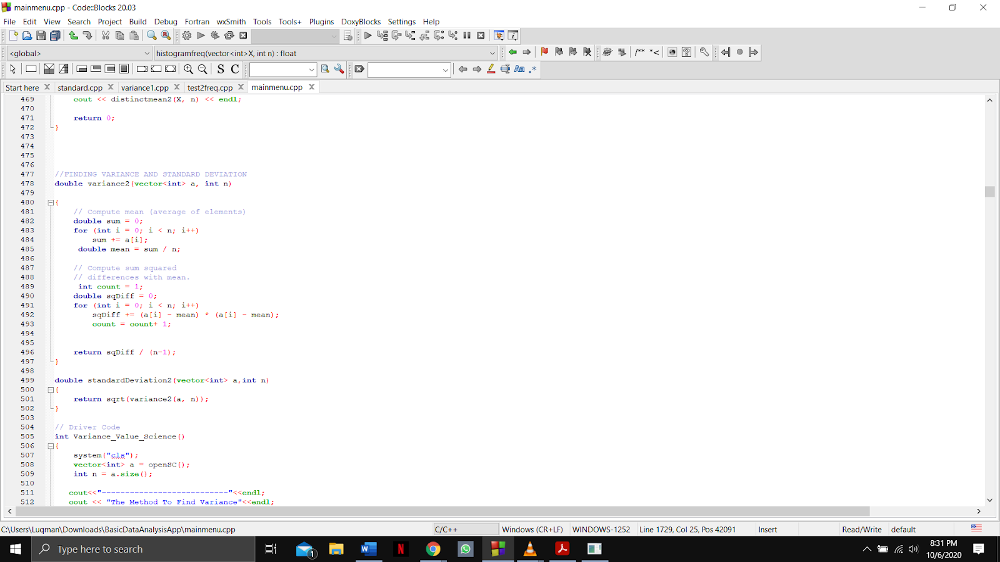 mainmenu.cpp - Code::Blocks 20.03
File Edit View Search Project Build Debug Fortran wxSmith Tools Tools+ Plugins DoxyBlocks Settings Help
<global> histogramfreq(vector<int>X, int n) : float
/** *< ?
S C Aa .*
Start here X standard.cpp X variance1.cpp X test2freq.cpp X mainmenu.cpp X
469 cout << distinctmean2(X, n) << endl;
470
471 return 0;
472 }
473
474
475
476
477 //FINDING VARIANCE AND STANDARD DEVIATION
478 double variance2(vector<int> a, int n)
479
480 {
481 // Compute mean (average of elements)
482 double sum = 0;
483 for (int i = 0; i < n; i++)
484 sum += a[i];
485 double mean = sum / n;
486
487 // Compute sum squared
488 // differences with mean.
489 int count = 1;
490 double sqDiff = 0;
491 for (int i = 0; i < n; i++)
492 sqDiff += (a[i] - mean) * (a[i] - mean);
493 count = count+ 1;
494
495
496 return sqDiff / (n-1);
497 }
498
499 double standardDeviation2(vector<int> a,int n)
500 {
501 return sqrt(variance2(a, n));
502 }
503
504 // Driver Code
505 int Variance_Value_Science()
506 {
507 system("cls");
508 vector<int> a = openSC();
509 int n = a.size();
510
511 cout<<"---------------------------"<<endl;
512 cout << "The Method To Find Variance"<<endl;
C:\Users\Luqman\Downloads\BasicDataAnalysisApp\mainmenu.cpp C/C++ Windows (CR+LF) WINDOWS-1252 Line 1729, Col 25, Pos 42091 Insert Read/Write default
Type here to search 1 W N 8:31 PM
10/6/2020